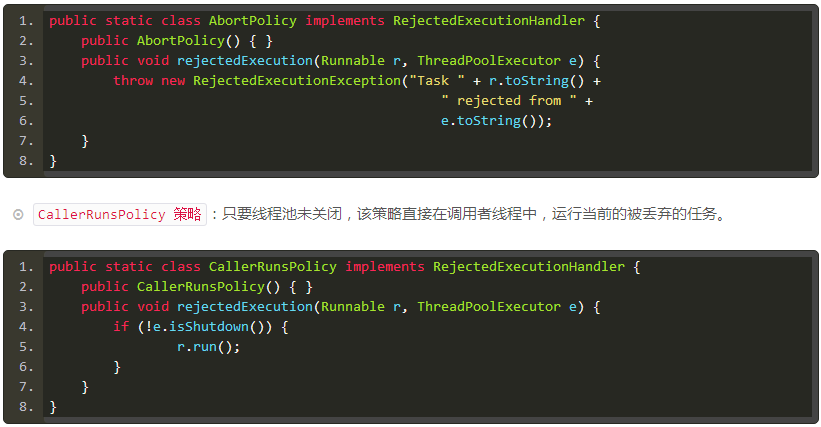 1. public static class AbortPolicy implements RejectedExecutionHandler {
2.     public AbortPolicy() { }
3.     public void rejectedExecution(Runnable r, ThreadPoolExecutor e) {
4.         throw new RejectedExecutionException("Task " + r.toString() +
5.                                                  " rejected from " +
6.                                                  e.toString());
7.     }
8. }
CallerRunsPolicy 策略：只要线程池未关闭，该策略直接在调用者线程中，运行当前的被丢弃的任务。
1. public static class CallerRunsPolicy implements RejectedExecutionHandler {
2.     public CallerRunsPolicy() { }
3.     public void rejectedExecution(Runnable r, ThreadPoolExecutor e) {
4.         if (!e.isShutdown()) {
5.                 r.run();
6.         }
7.     }
8. }